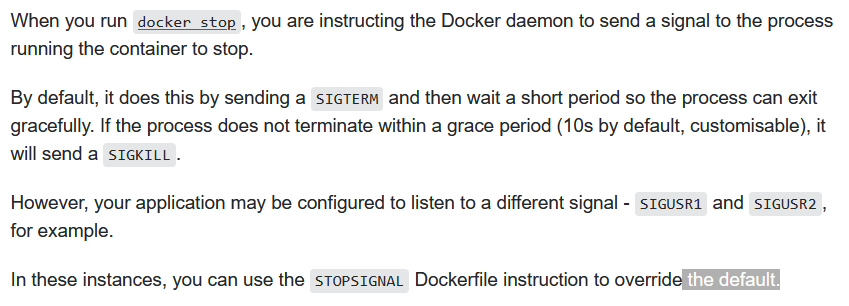 When you run docker stop, you are instructing the Docker daemon to send a signal to the process
running the container to stop.
By default, it does this by sending a SIGTERM and then wait a short period so the process can exit
gracefully. If the process does not terminate within a grace period (10s by default, customisable), it
will send a SIGKILL.
However, your application may be configured to listen to a different signal - SIGUSR1 and SIGUSR2,
for example.
In these instances, you can use the STOPSIGNAL Dockerfile instruction to override the default.